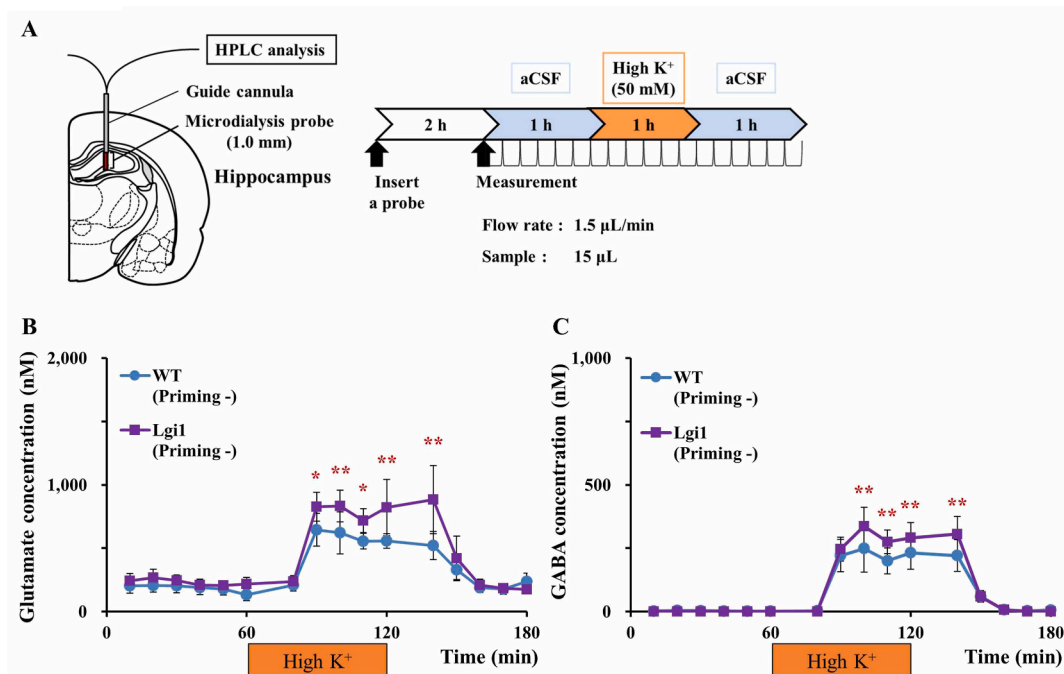 A
HPLC analysis
Guide cannula
Microdialysis probe
(1.0 mm)
Hippocampus
aCSF
High K⁺
(50 mM)
aCSF
2 h
1 h
1 h
1 h
Insert
a probe
Measurement
Flow rate : 1.5 µL/min
Sample : 15 µL
B
Glutamate concentration (nM)
2,000
1,000
0
WT
(Priming -)
Lgi1
(Priming -)
* ** * ** **
0 60 120 180
High K⁺
Time (min)
C
GABA concentration (nM)
1,000
500
0
WT
(Priming -)
Lgi1
(Priming -)
** ** ** **
0 60 120 180
High K⁺
Time (min)